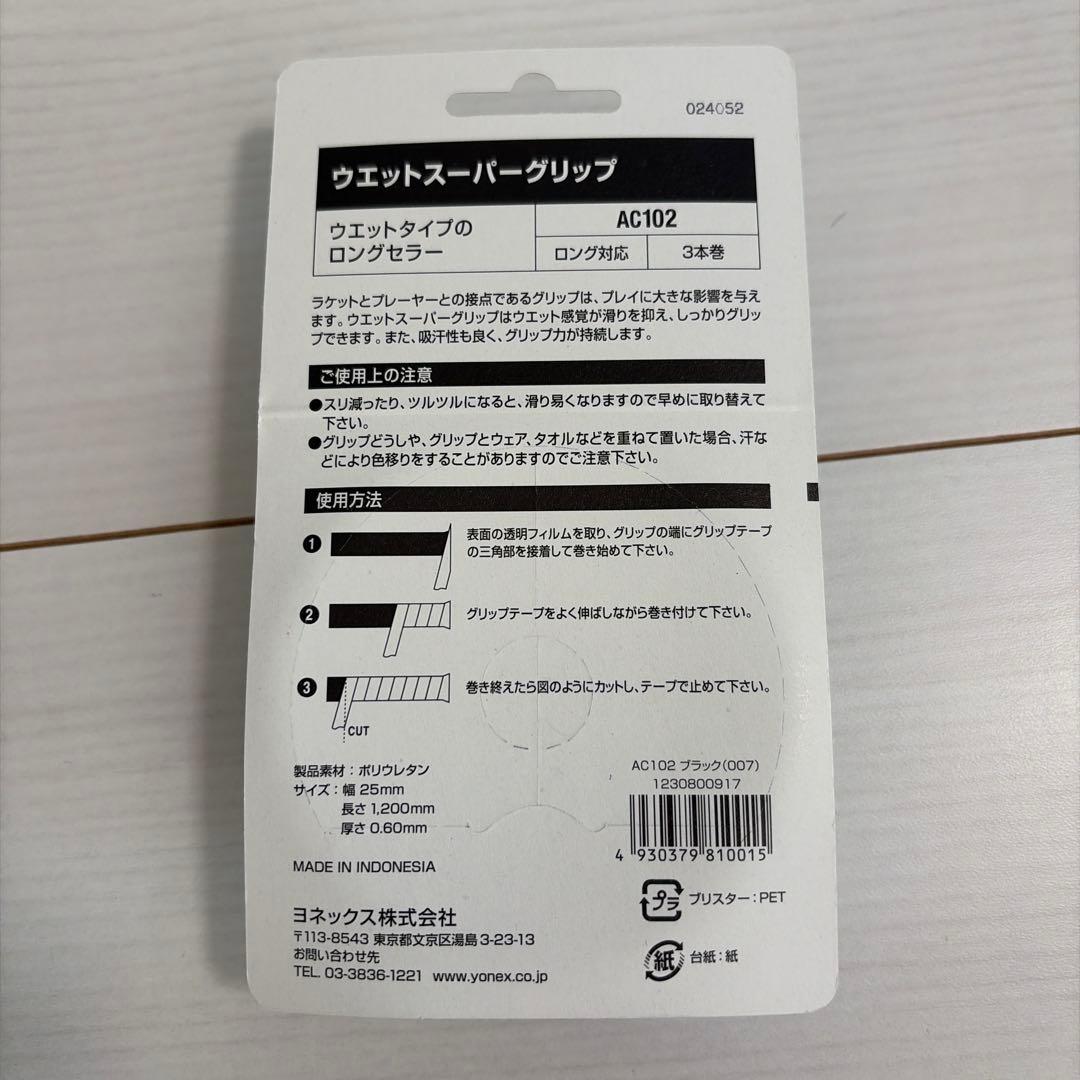 024052
ウエットスーパーグリップ
ウエットタイプの
ロングセラー
AC102
ロング対応
3本巻
ラケットとプレーヤーとの接点であるグリップは、プレイに大きな影響を与え
ます。ウエットスーパーグリップはウエット感覚が滑りを抑え、しっかりグリッ
プできます。また、吸汗性も良く、グリップ力が持続します。
ご使用上の注意
●スリ減ったり、ツルツルになると、滑り易くなりますので早めに取り替えて
下さい。
●グリップどうしや、グリップとウェア、タオルなどを重ねて置いた場合、汗な
どにより色移りをすることがありますのでご注意下さい。
使用方法
❶
表面の透明フィルムを取り、グリップの端にグリップテープ
の三角部を接着して巻き始めて下さい。
❷
グリップテープをよく伸ばしながら巻き付けて下さい。
❸
巻き終えたら図のようにカットし、テープで止めて下さい。
CUT
製品素材：ポリウレタン
サイズ：幅 25mm
長さ 1,200mm
厚さ 0.60mm
MADE IN INDONESIA
AC102 ブラック(007)
1230800917
4 930379 810015
プラ
ブリスター：PET
紙
台紙：紙
ヨネックス株式会社
〒113-8543 東京都文京区湯島 3-23-13
お問い合わせ先
TEL. 03-3836-1221 www.yonex.co.jp